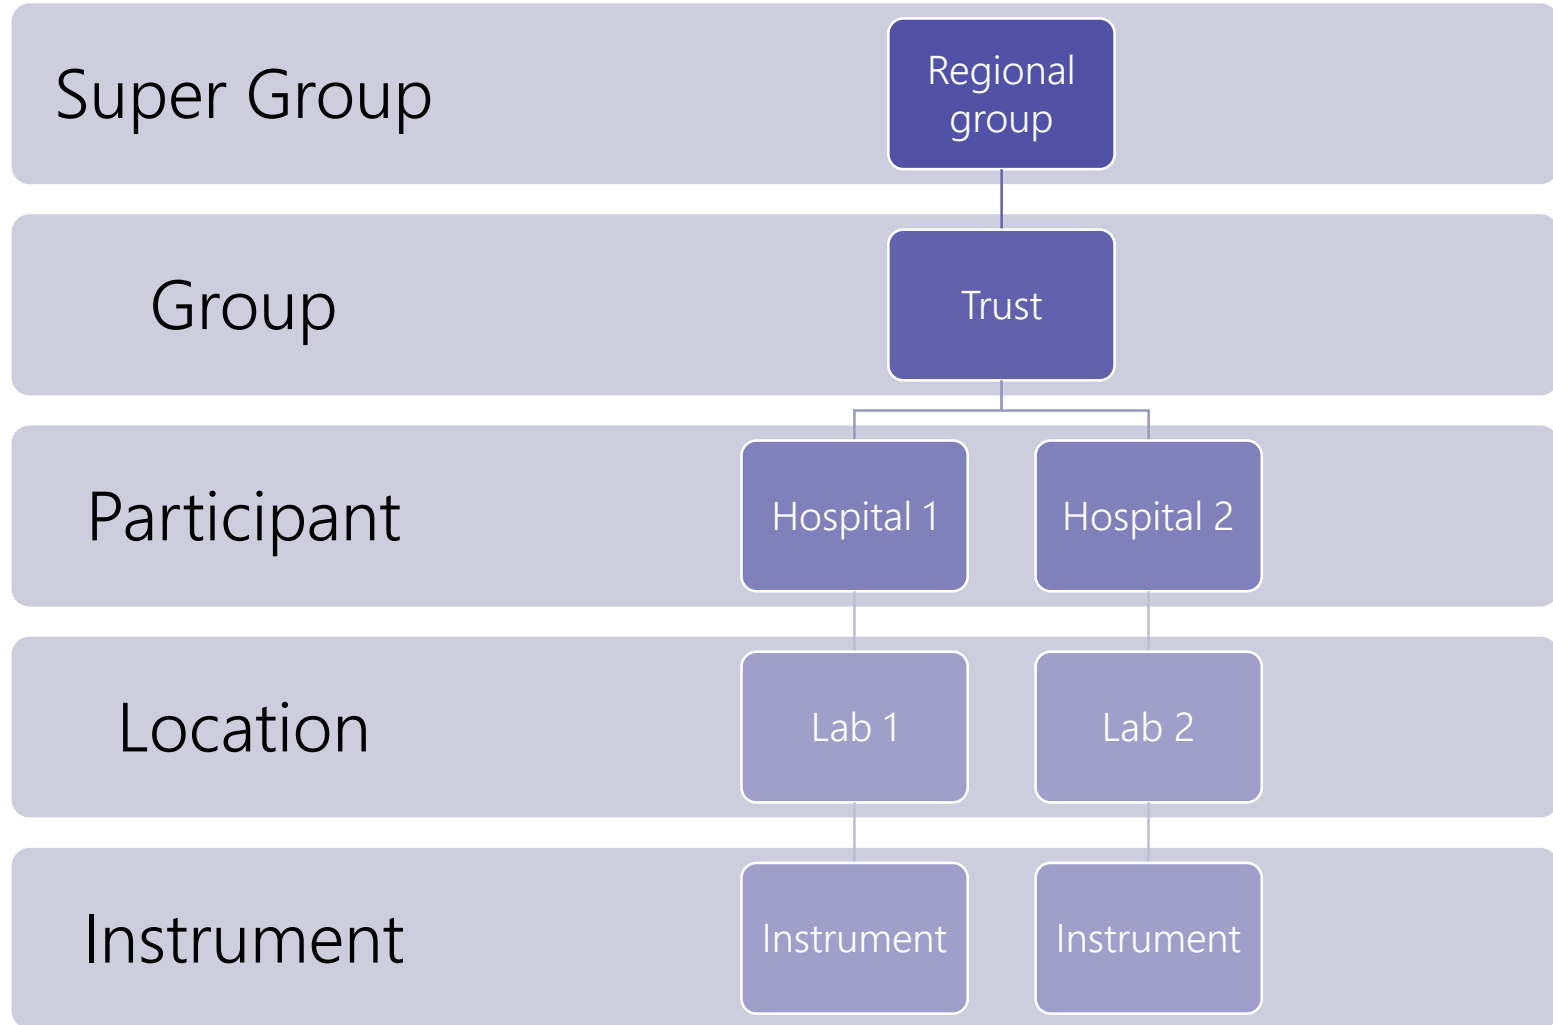 Super Group
Regional
group
Group
Trust
Participant
Hospital 1
Hospital 2
Location
Lab 1
Lab 2
Instrument
Instrument
Instrument